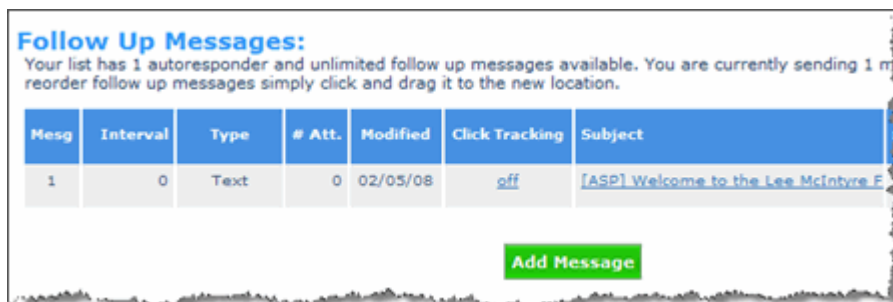 Follow Up Messages:
Your list has 1 autoresponder and unlimited follow up messages available. You are currently sending 1
reorder follow up messages simply click and drag it to the new location.
Mesg Interval Type # Att. Modified Click Tracking Subject
1 0 Text 0 02/05/08 off [ASP] Welcome to the Lee McIntyre F
Add Message